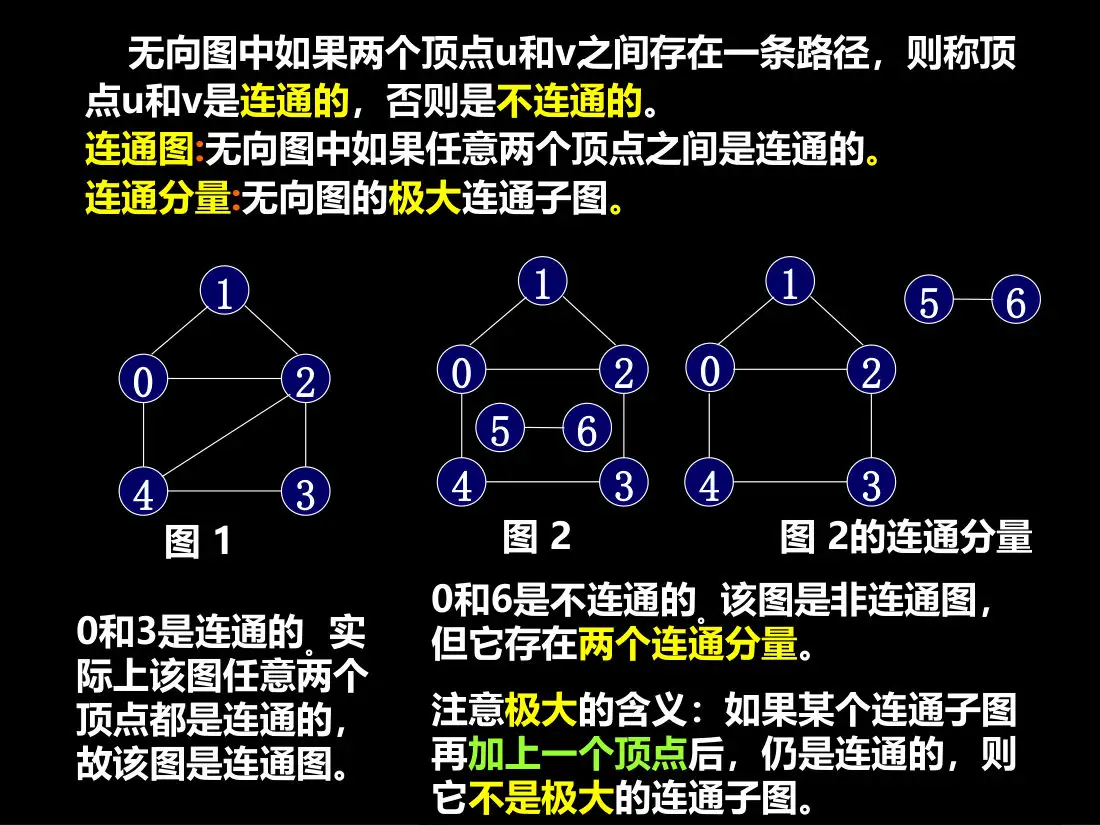 无向图中如果两个顶点u和v之间存在一条路径，则称顶
点u和v是连通的，否则是不连通的。
连通图:无向图中如果任意两个顶点之间是连通的。
连通分量:无向图的极大连通子图。
1
0
2
4
3
图 1
1
0
2
5
6
4
3
图 2
1
0
2
4
3
5
6
图 2的连通分量
0和3是连通的。实
际上该图任意两个
顶点都是连通的，
故该图是连通图。
0和6是不连通的。该图是非连通图，
但它存在两个连通分量。
注意极大的含义：如果某个连通子图
再加上一个顶点后，仍是连通的，则
它不是极大的连通子图。